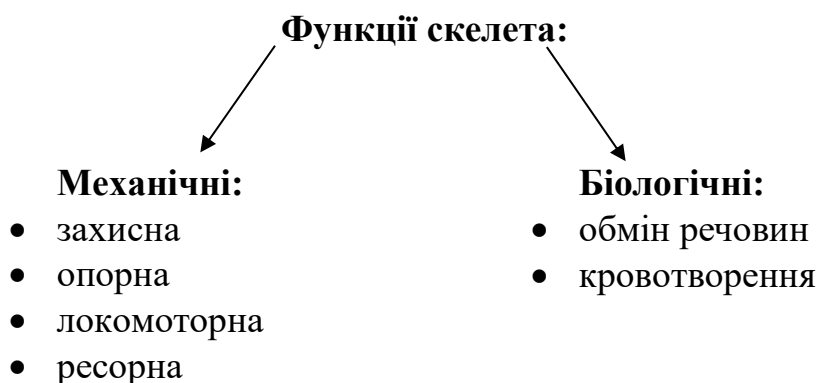 Функції скелета:
Механічні:
• захисна
• опорна
• локомоторна
• ресорна
Біологічні:
• обмін речовин
• кровотворення